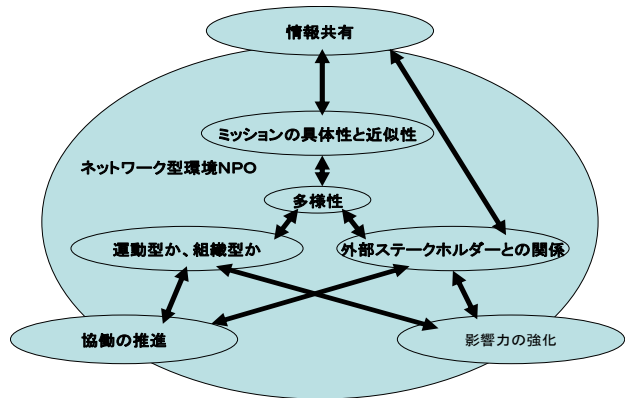 情報共有
ミッションの具体性と近似性
ネットワーク型環境NPO
多様性
運動型か、組織型か
外部ステークホルダーとの関係
協働の推進
影響力の強化